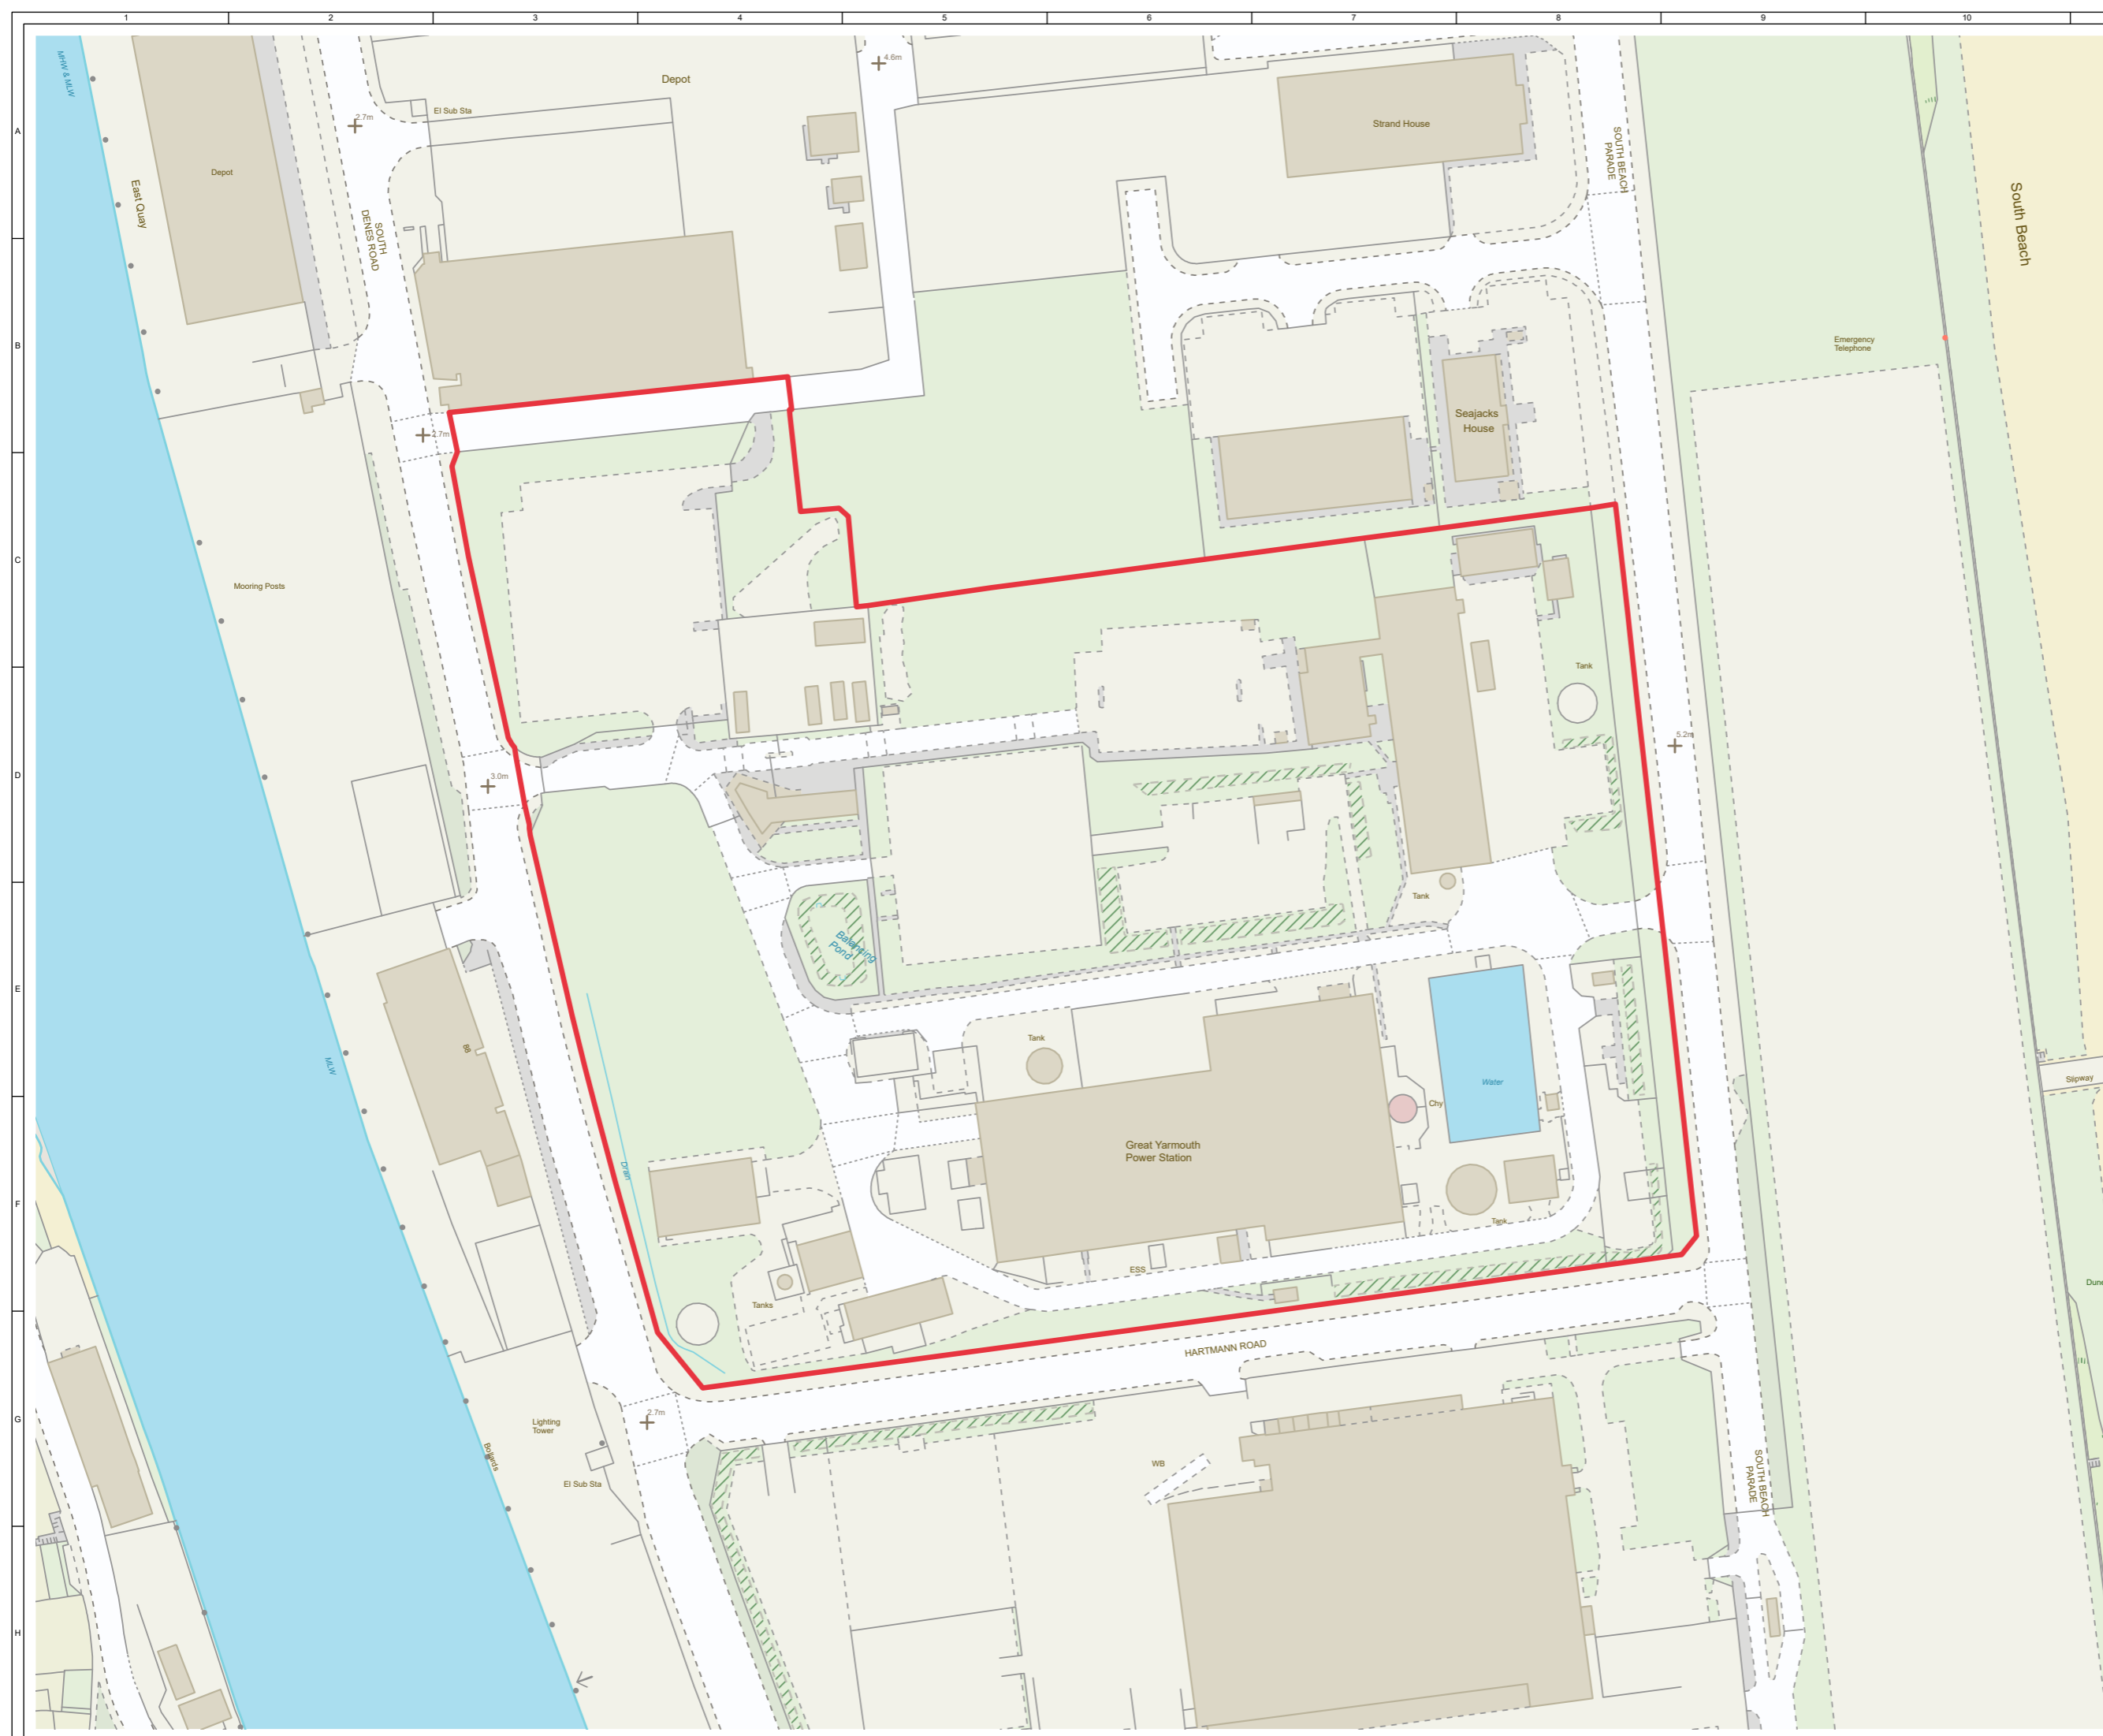 1 2 3 4 5 6 7 8 9 10
A
B
C
D
E
F
G
H
MHW & MLW
Depot
4.6m
El Sub Sta
2.7m
Strand House
SOUTH BEACH
PARADE
Depot
East Quay
SOUTH
DENES ROAD
South Beach
Emergency
Telephone
Seajacks
House
2.7m
Mooring Posts
Tank
5.2m
3.0m
Tank
Balancing
Pond
Tank
88
MLW
Water
Slipway
Chy
Great Yarmouth
Power Station
Drain
Tank
ESS
Dune
Tanks
HARTMANN ROAD
2.7m
Lighting
Tower
Bollards
WB
El Sub Sta
SOUTH BEACH
PARADE